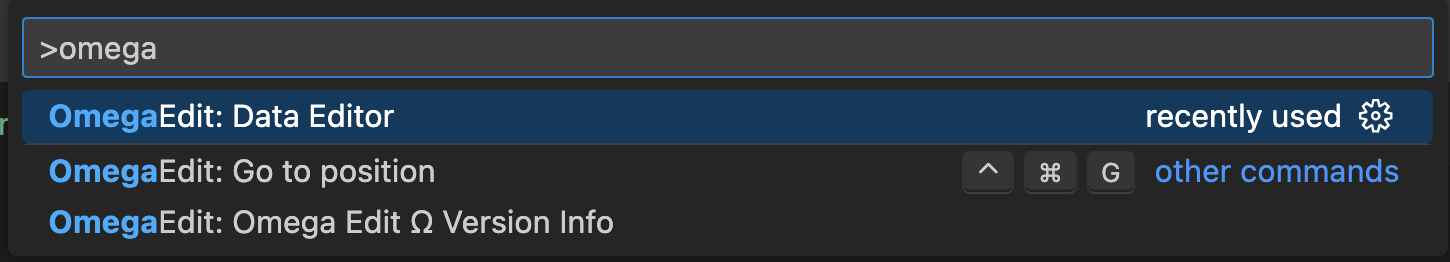 >omega
OmegaEdit: Data Editor recently used
OmegaEdit: Go to position ^ ⌘ G other commands
OmegaEdit: Omega Edit Ω Version Info